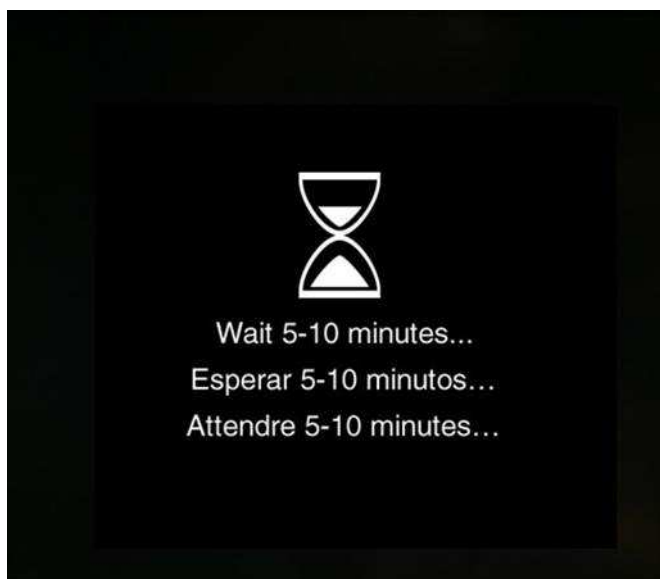 Wait 5-10 minutes...
Esperar 5-10 minutos...
Attendre 5-10 minutes...